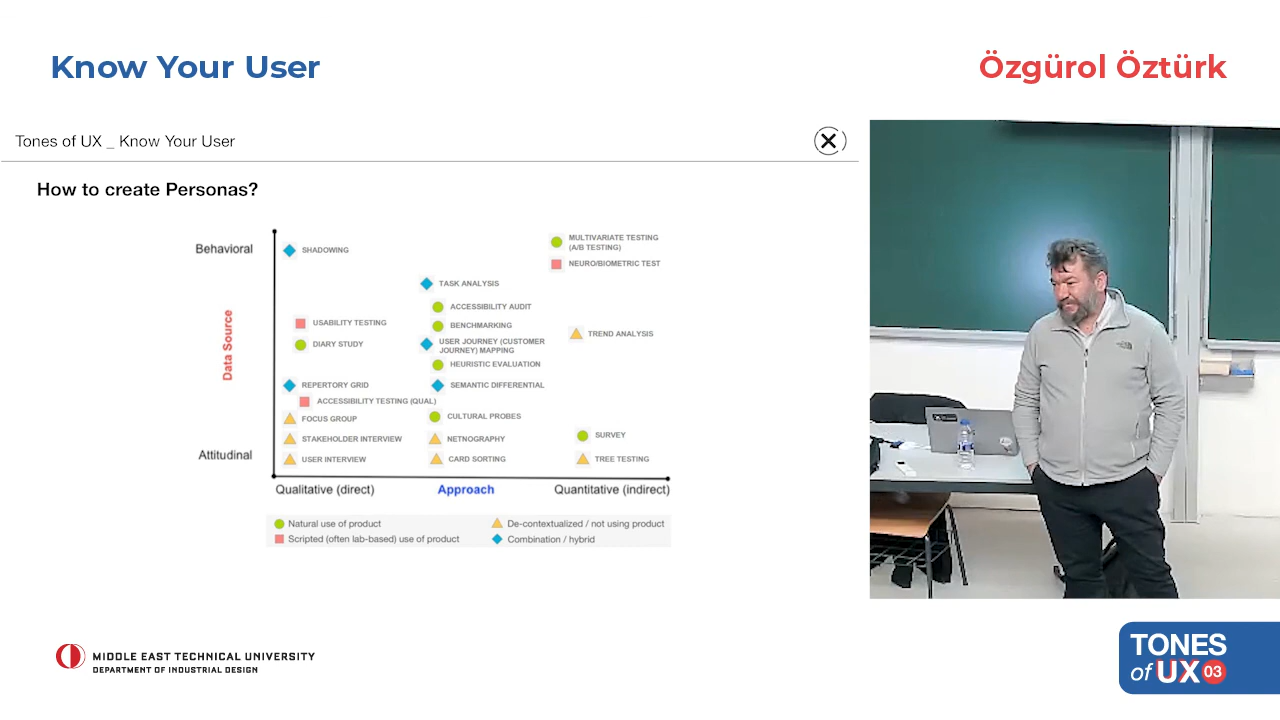 Know Your User
Özgürol Öztürk
Tones of UX _ Know Your User
How to create Personas?
Behavioral
Data Source
Attitudinal
SHADOWING
MULTIVARIATE TESTING
(A/B TESTING)
NEURO/BIOMETRIC TEST
TASK ANALYSIS
ACCESSIBILITY AUDIT
USABILITY TESTING
BENCHMARKING
TREND ANALYSIS
DIARY STUDY
USER JOURNEY (CUSTOMER
JOURNEY) MAPPING
HEURISTIC EVALUATION
REPERTORY GRID
SEMANTIC DIFFERENTIAL
ACCESSIBILITY TESTING (QUAL)
FOCUS GROUP
CULTURAL PROBES
STAKEHOLDER INTERVIEW
NETNOGRAPHY
SURVEY
USER INTERVIEW
CARD SORTING
TREE TESTING
Qualitative (direct)
Approach
Quantitative (indirect)
Natural use of product
De-contextualized / not using product
Scripted (often lab-based) use of product
Combination / hybrid
MIDDLE EAST TECHNICAL UNIVERSITY
DEPARTMENT OF INDUSTRIAL DESIGN
TONES
of UX 03